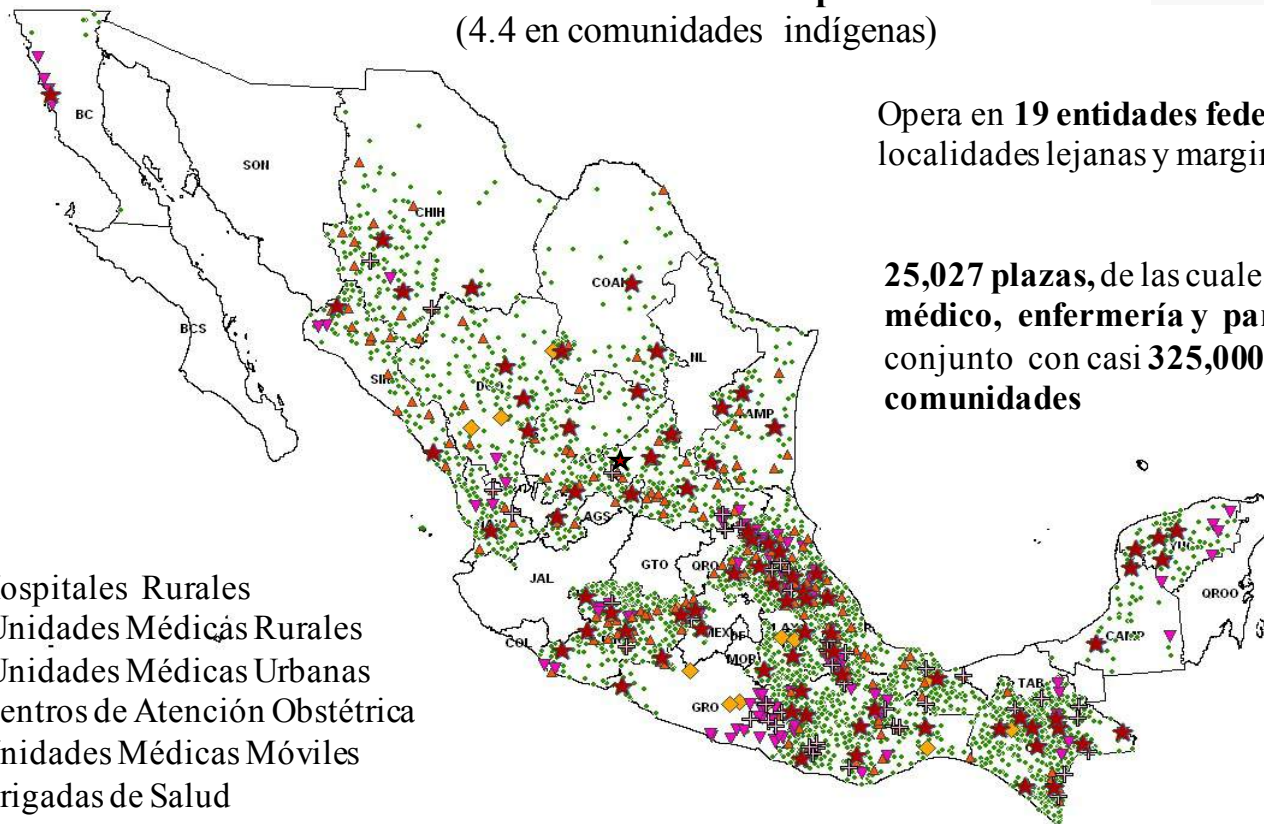 (4.4 en comunidades indígenas)
Opera en 19 entidades fede
localidades lejanas y margin
25,027 plazas, de las cuale
médico, enfermería y par
conjunto con casi 325,000
comunidades
BC
SON
CHIH
COAH
BCS
NL
SIN
DGO
TAMP
AGS
JAL
GTO
QRO
COL
MEX
DF
MOR
GRO
TAB
YUC
QROO
CAMP
ospitales Rurales
Unidades Médicas Rurales
Unidades Médicas Urbanas
entros de Atención Obstétrica
nidades Médicas Móviles
rigadas de Salud